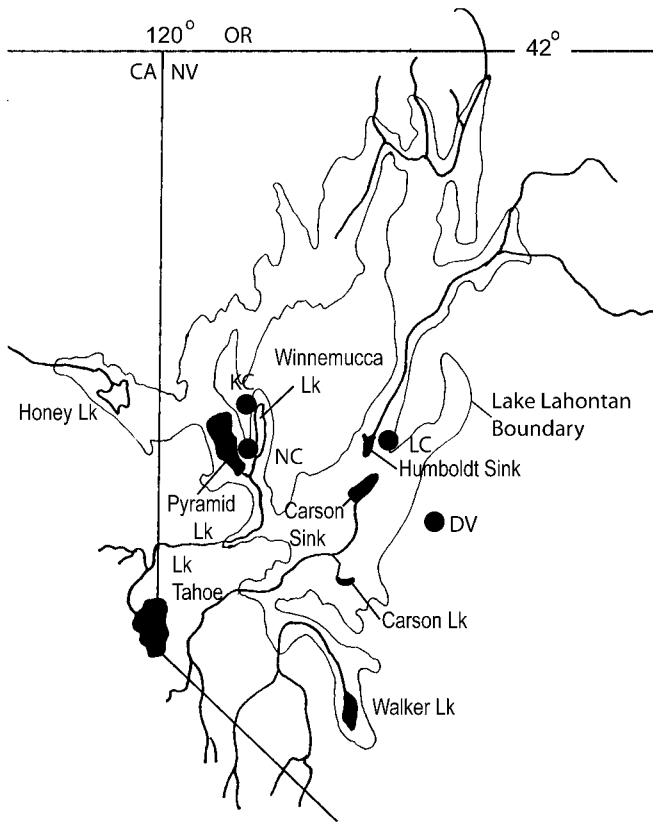 120° OR
42°
CA NV
Winnemucca
Lk
KC
Honey Lk
Lake Lahontan
Boundary
LC
NC
Humboldt Sink
Pyramid
Lk
Carson
Sink
DV
Lk
Tahoe
Carson Lk
Walker Lk